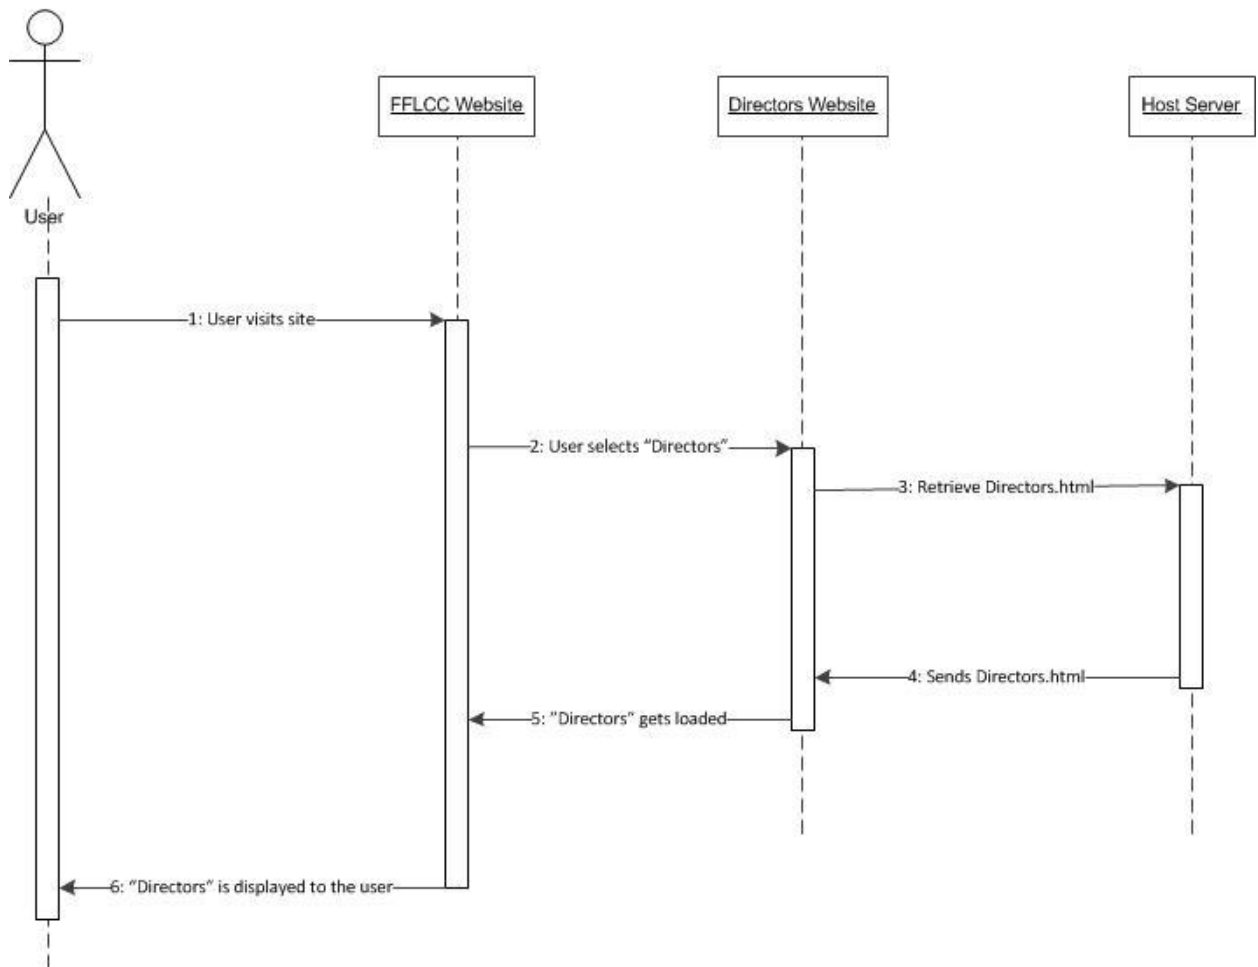 FFLCC Website
Directors Website
Host Server
User
1: User visits site
2: User selects “Directors”
3: Retrieve Directors.html
4: Sends Directors.html
5: ”Directors” gets loaded
6: “Directors” is displayed to the user